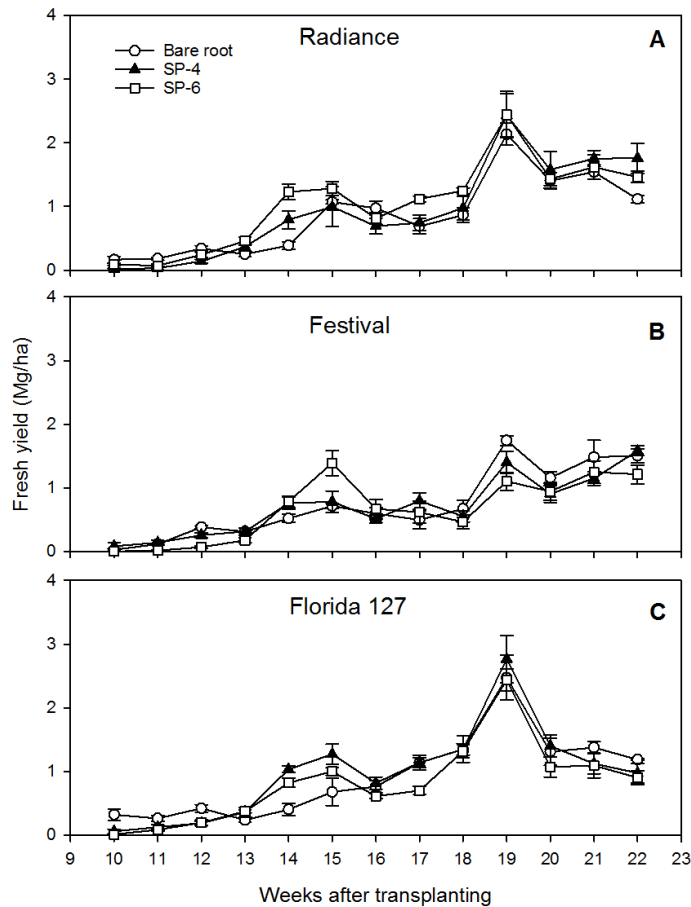 4
Radiance
A
Bare root
SP-4
SP-6
3
2
1
0
4
Festival
B
3
2
1
0
Fresh yield (Mg/ha)
4
Florida 127
C
3
2
1
0
9 10 11 12 13 14 15 16 17 18 19 20 21 22 23
Weeks after transplanting